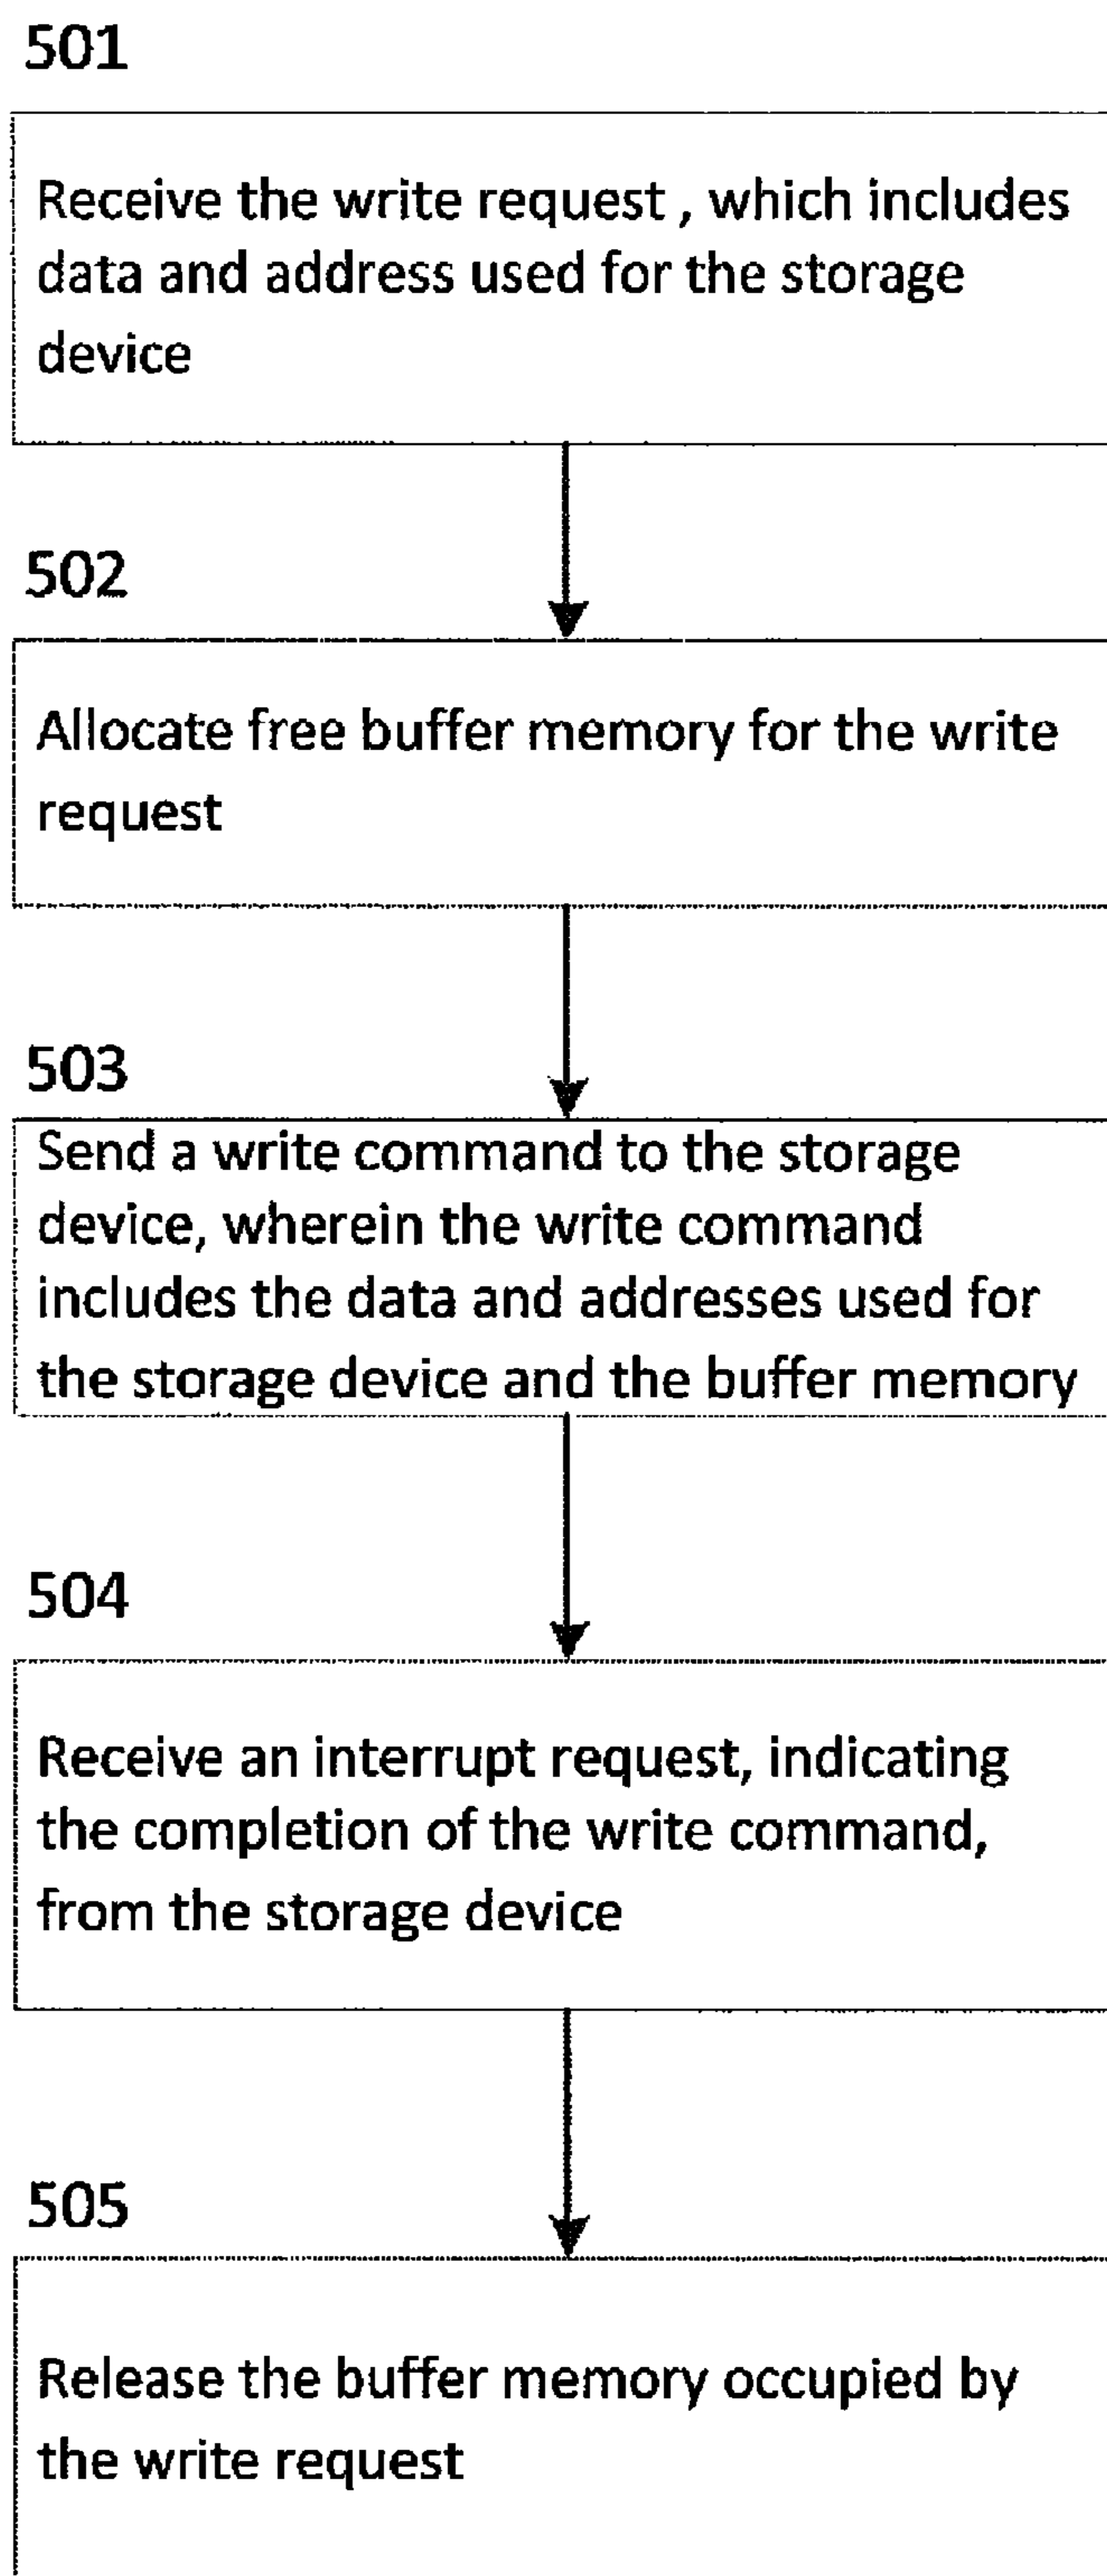 501
Receive the write request , which includes
data and address used for the storage
device
502
Allocate free buffer memory for the write
request
503
Send a write command to the storage
device, wherein the write command
includes the data and addresses used for
the storage device and the buffer memory
504
Receive an interrupt request, indicating
the completion of the write command,
from the storage device
505
Release the buffer memory occupied by
the write request